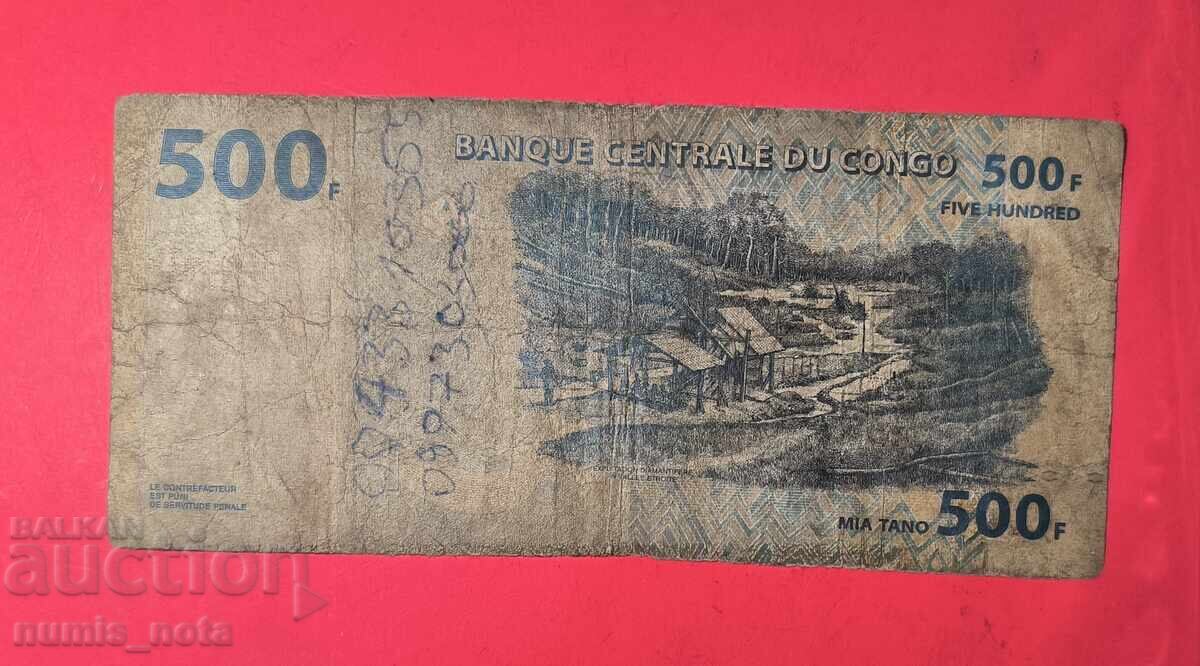 500F
BANQUE CENTRALE DU CONGO
500F
FIVE HUNDRED
LE CONTREFACTEUR
EST PUNI
DE SERVITUDE PENALE
MIA TANO 500F
BALKAN
auction
numis_nota